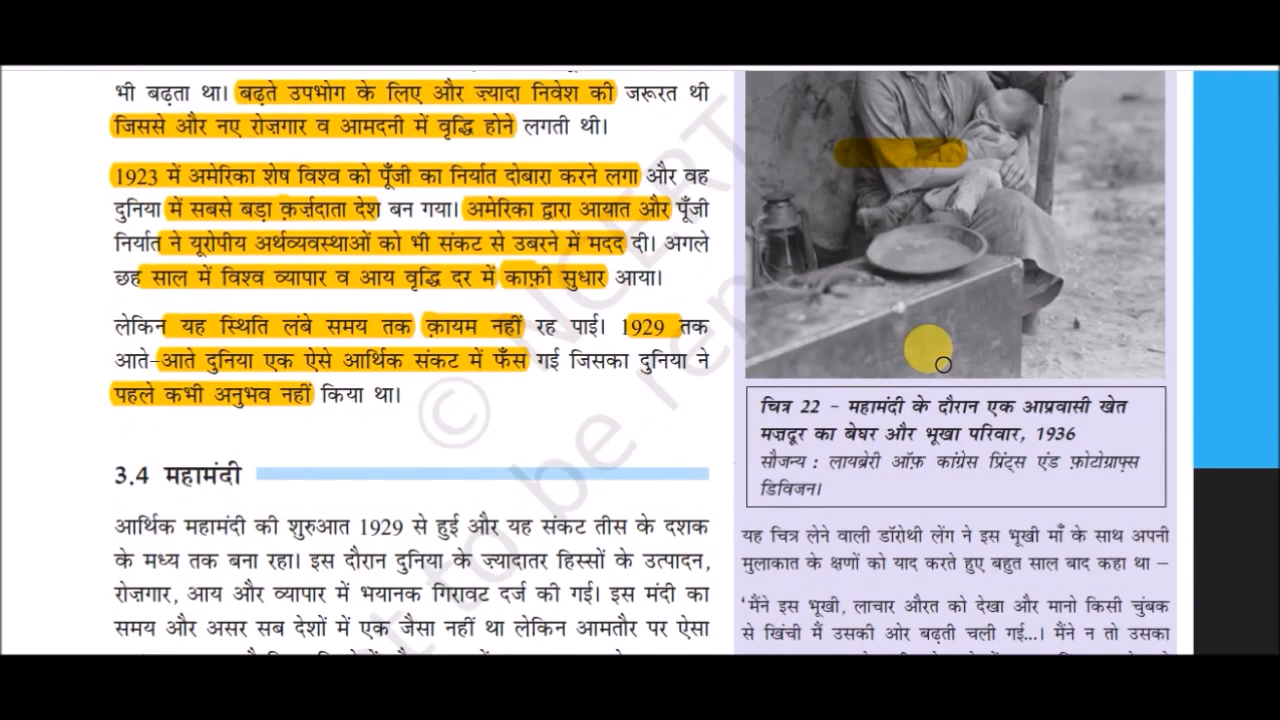 भी बढ़ता था। बढ़ते उपभोग के लिए और ज़्यादा निवेश की जरूरत थी
जिससे और नए रोज़गार व आमदनी में वृद्धि होने लगती थी।
1923 में अमेरिका शेष विश्व को पूँजी का निर्यात दोबारा करने लगा और वह
दुनिया में सबसे बड़ा क़र्ज़दाता देश बन गया। अमेरिका द्वारा आयात और पूँजी
निर्यात ने यूरोपीय अर्थव्यवस्थाओं को भी संकट से उबरने में मदद दी। अगले
छह साल में विश्व व्यापार व आय वृद्धि दर में काफ़ी सुधार आया।
लेकिन यह स्थिति लंबे समय तक क़ायम नहीं रह पाई। 1929 तक
आते-आते दुनिया एक ऐसे आर्थिक संकट में फँस गई जिसका दुनिया ने
पहले कभी अनुभव नहीं किया था।
3.4 महामंदी
आर्थिक महामंदी की शुरुआत 1929 से हुई और यह संकट तीस के दशक
के मध्य तक बना रहा। इस दौरान दुनिया के ज्यादातर हिस्सों के उत्पादन,
रोज़गार, आय और व्यापार में भयानक गिरावट दर्ज की गई। इस मंदी का
समय और असर सब देशों में एक जैसा नहीं था लेकिन आमतौर पर ऐसा
चित्र 22 – महामंदी के दौरान एक आप्रवासी खेत
मज़दूर का बेघर और भूखा परिवार, 1936
सौजन्य : लायब्रेरी ऑफ़ कांग्रेस प्रिंट्स एंड फ़ोटोग्राफ़्स
डिविजन।
यह चित्र लेने वाली डॉरोथी लेंग ने इस भूखी माँ के साथ अपनी
मुलाकात के क्षणों को याद करते हुए बहुत साल बाद कहा था –
'मैंने इस भूखी, लाचार औरत को देखा और मानो किसी चुंबक
से खिंची मैं उसकी ओर बढ़ती चली गई...। मैंने न तो उसका
© NCERT
not to be republished